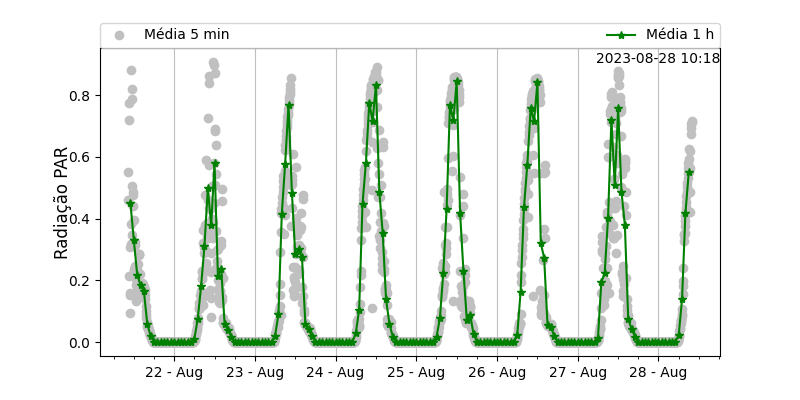 Média 5 min
Média 1 h
2023-08-28 10:18
Radiação PAR
0.8
0.6
0.4
0.2
0.0
22 - Aug
23 - Aug
24 - Aug
25 - Aug
26 - Aug
27 - Aug
28 - Aug